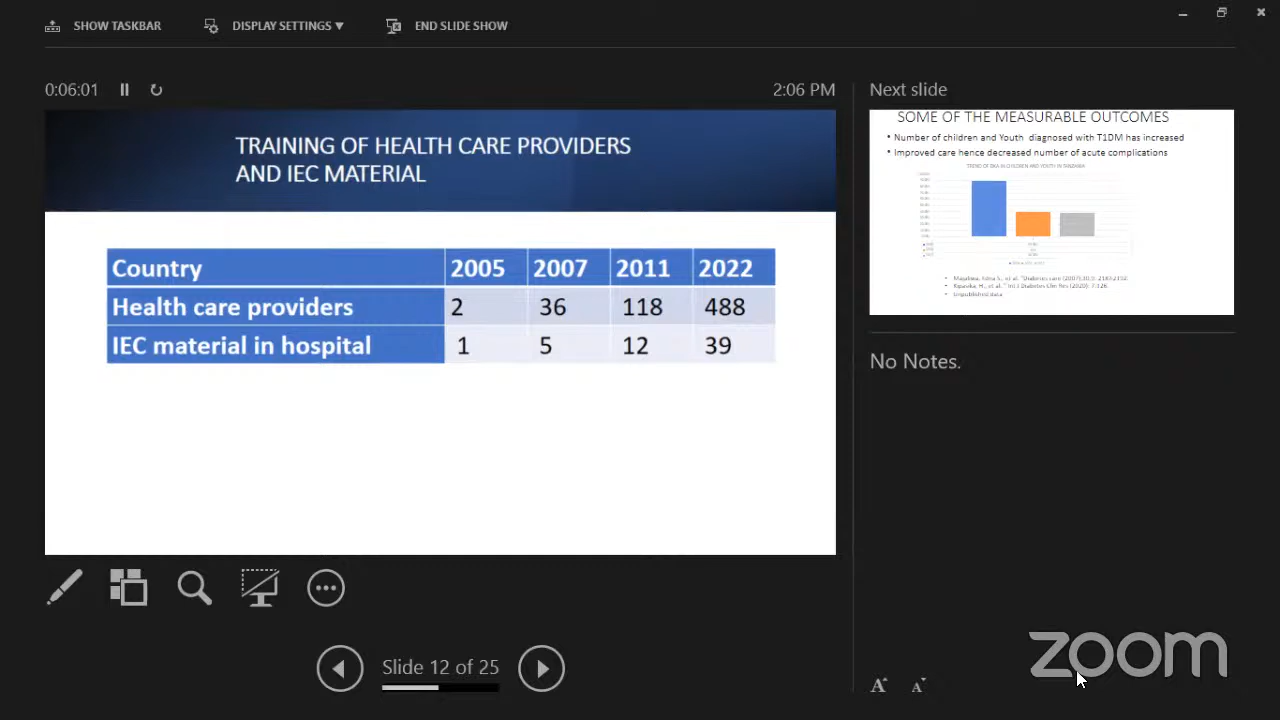 SHOW TASKBAR
DISPLAY SETTINGS
END SLIDE SHOW
0:06:01
2:06 PM
TRAINING OF HEALTH CARE PROVIDERS
AND IEC MATERIAL
Country 2005 2007 2011 2022
Health care providers 2 36 118 488
IEC material in hospital 1 5 12 39
Slide 12 of 25
Next slide
SOME OF THE MEASURABLE OUTCOMES
• Number of children and Youth diagnosed with T1DM has increased
• Improved care hence decreased number of acute complications
TREND OF DKA IN CHILDREN AND YOUTH IN TANZANIA
• Unpublished data
No Notes.
A A
zoom